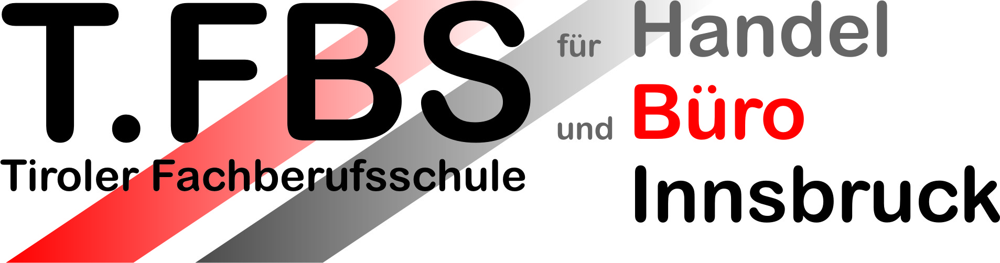 T.FBS
Tiroler Fachberufsschule
für Handel
und Büro
Innsbruck